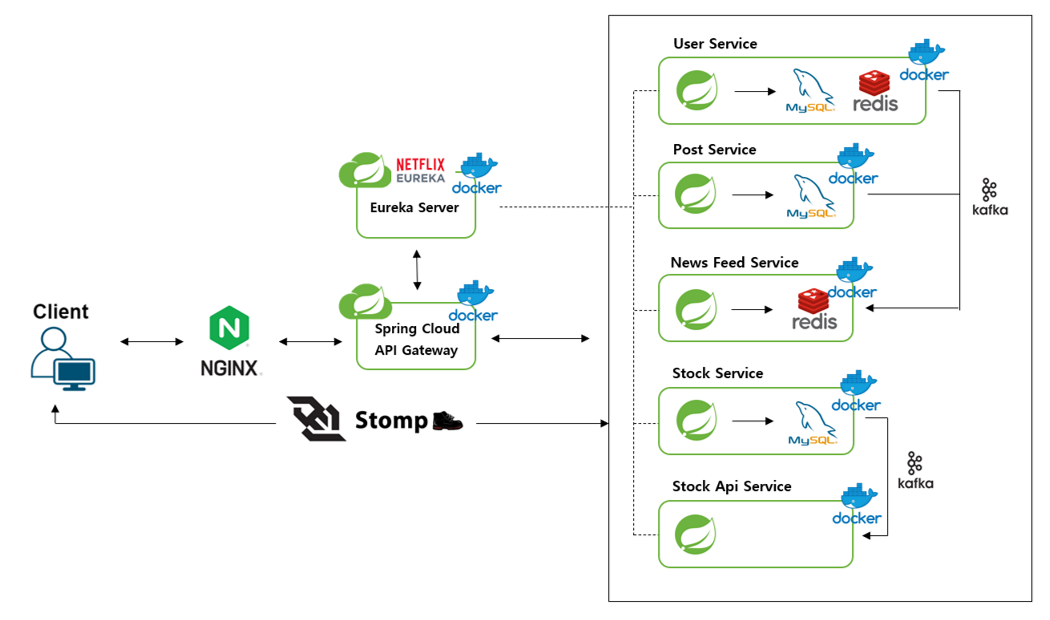 User Service
docker
MySQL
redis
Post Service
docker
MySQL
kafka
NETFLIX
EUREKA
docker
Eureka Server
News Feed Service
docker
redis
Client
NGINX
docker
Spring Cloud
API Gateway
Stomp
Stock Service
docker
MySQL
kafka
Stock Api Service
docker